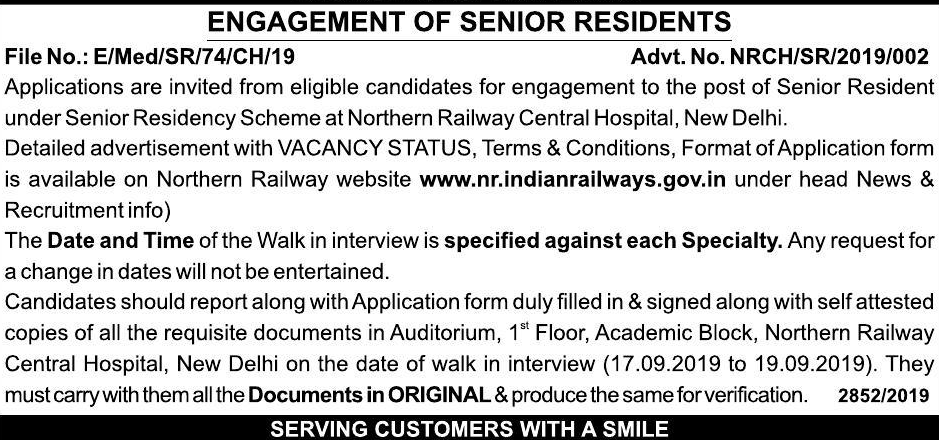 ENGAGEMENT OF SENIOR RESIDENTS
File No.: E/Med/SR/74/CH/19 Advt. No. NRCH/SR/2019/002
Applications are invited from eligible candidates for engagement to the post of Senior Resident
under Senior Residency Scheme at Northern Railway Central Hospital, New Delhi.
Detailed advertisement with VACANCY STATUS, Terms & Conditions, Format of Application form
is available on Northern Railway website www.nr.indianrailways.gov.in under head News &
Recruitment info)
The Date and Time of the Walk in interview is specified against each Specialty. Any request for
a change in dates will not be entertained.
Candidates should report along with Application form duly filled in & signed along with self attested
copies of all the requisite documents in Auditorium, 1st Floor, Academic Block, Northern Railway
Central Hospital, New Delhi on the date of walk in interview (17.09.2019 to 19.09.2019). They
must carry with them all the Documents in ORIGINAL & produce the same for verification. 2852/2019
SERVING CUSTOMERS WITH A SMILE